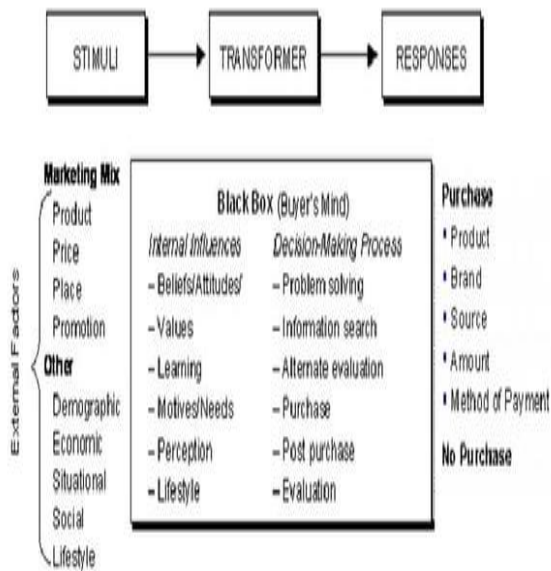 STIMULI
TRANSFORMER
RESPONSES
External Factors
Marketing Mix
Product
Price
Place
Promotion
Other
Demographic
Economic
Situational
Social
Lifestyle
Black Box (Buyer's Mind)
Internal Influences
– Beliefs/Attitudes/
– Values
– Learning
– Motives/Needs
– Perception
– Lifestyle
Decision-Making Process
– Problem solving
– Information search
– Alternate evaluation
– Purchase
– Post purchase
– Evaluation
Purchase
• Product
• Brand
• Source
• Amount
• Method of Payment
No Purchase